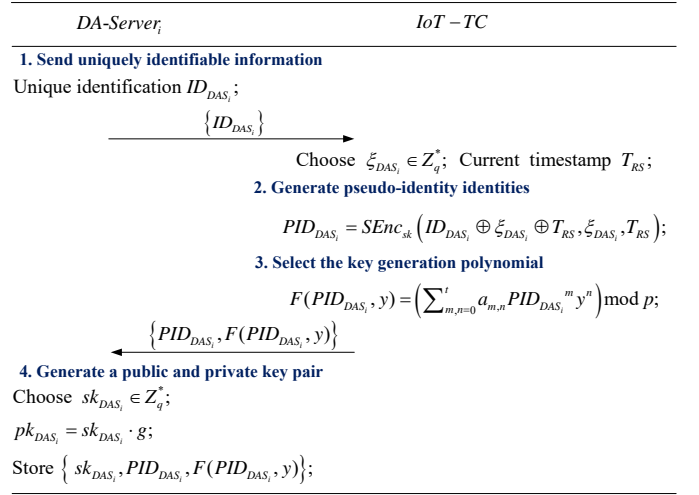 DA-Server_i IoT − TC
1. Send uniquely identifiable information
Unique identification ID_{DAS_i};
{ID_{DAS_i}}
Choose ξ_{DAS_i} ∈ Z_q^*; Current timestamp T_{RS};
2. Generate pseudo-identity identities
PID_{DAS_i} = SEnc_{sk}(ID_{DAS_i} ⊕ ξ_{DAS_i} ⊕ T_{RS}, ξ_{DAS_i}, T_{RS});
3. Select the key generation polynomial
F(PID_{DAS_i}, y) = (∑_{m,n=0}^{t} a_{m,n} PID_{DAS_i}^m y^n) mod p;
{PID_{DAS_i}, F(PID_{DAS_i}, y)}
4. Generate a public and private key pair
Choose sk_{DAS_i} ∈ Z_q^*;
pk_{DAS_i} = sk_{DAS_i} · g;
Store { sk_{DAS_i}, PID_{DAS_i}, F(PID_{DAS_i}, y)};